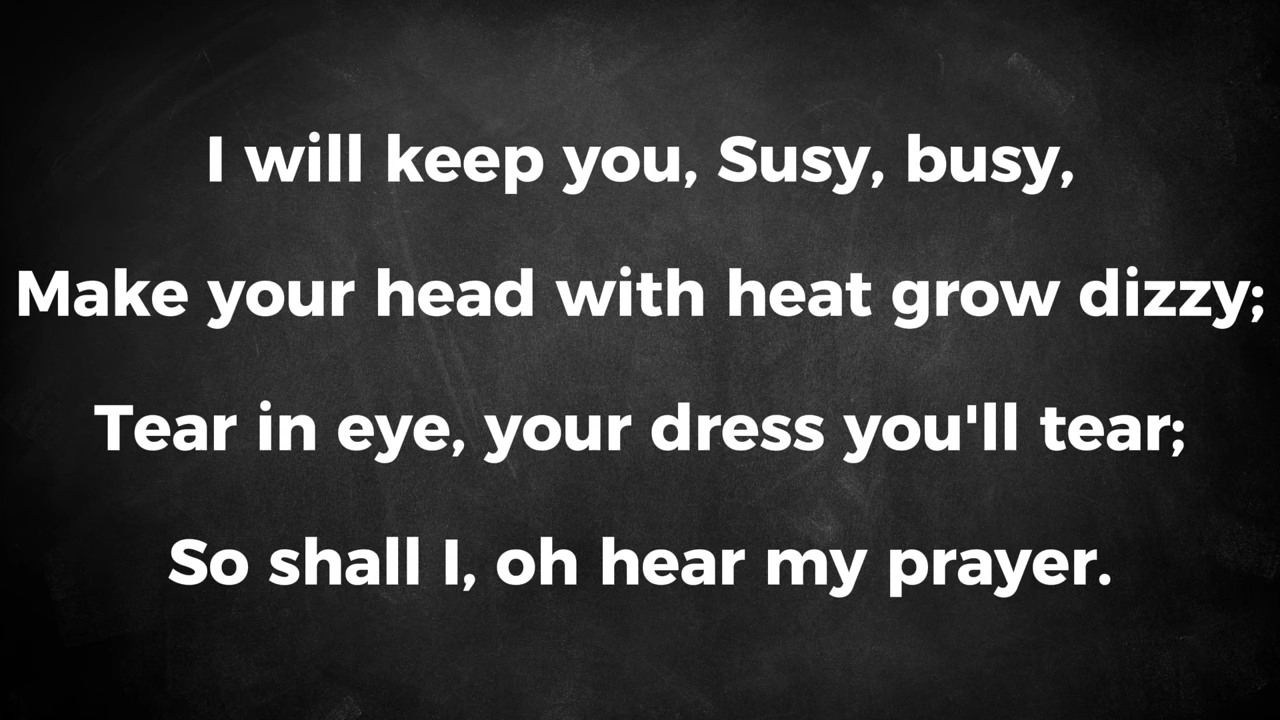 I will keep you, Susy, busy,
Make your head with heat grow dizzy;
Tear in eye, your dress you'll tear;
So shall I, oh hear my prayer.